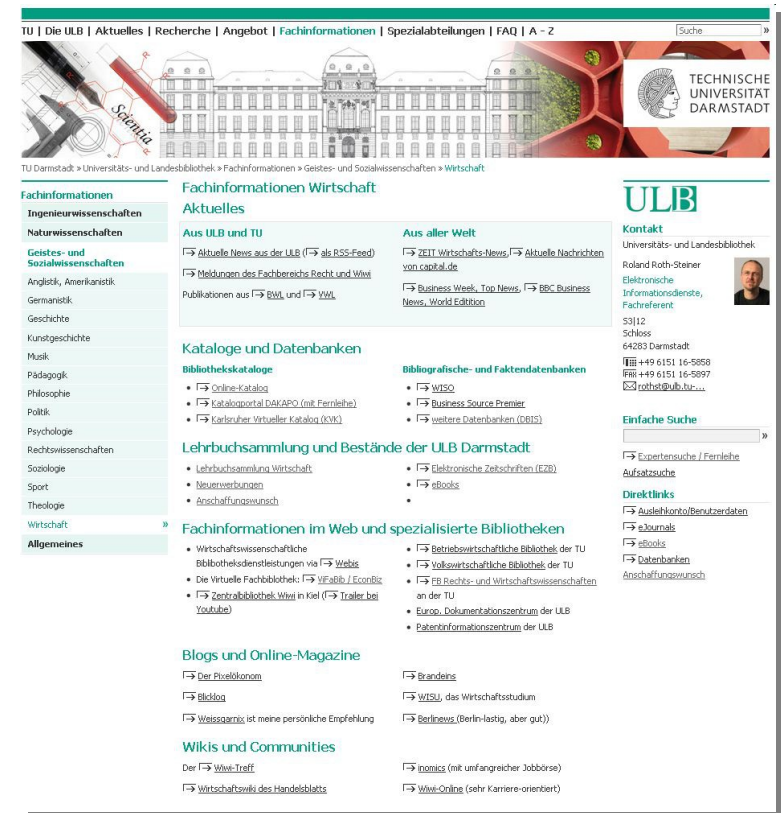 TU | Die ULB | Aktuelles | Recherche | Angebot | Fachinformationen | Spezialabteilungen | FAQ | A - Z
Suche »
Scientia
TECHNISCHE
UNIVERSITÄT
DARMSTADT
TU Darmstadt » Universitäts- und Landesbibliothek » Fachinformationen » Geistes- und Sozialwissenschaften » Wirtschaft
Fachinformationen
Ingenieurwissenschaften
Naturwissenschaften
Geistes- und
Sozialwissenschaften
Anglistik, Amerikanistik
Germanistik
Geschichte
Kunstgeschichte
Musik
Pädagogik
Philosophie
Politik
Psychologie
Rechtswissenschaften
Soziologie
Sport
Theologie
Wirtschaft »
Allgemeines
Fachinformationen Wirtschaft
Aktuelles
Aus ULB und TU
Aktuelle News aus der ULB (als RSS-Feed)
Meldungen des Fachbereichs Recht und Wiwi
Publikationen aus BWL und VWL
Aus aller Welt
ZEIT Wirtschafts-News, Aktuelle Nachrichten
von capital.de
Business Week, Top News, BBC Business
News, World Edition
Kataloge und Datenbanken
Bibliothekskataloge
• Online-Katalog
• Katalogportal DAKAPO (mit Fernleihe)
• Karlsruher Virtueller Katalog (KVK)
Bibliografische- und Faktendatenbanken
• WISO
• Business Source Premier
• weitere Datenbanken (DBIS)
Lehrbuchsammlung und Bestände der ULB Darmstadt
• Lehrbuchsammlung Wirtschaft
• Neuerwerbungen
• Anschaffungswunsch
• Elektronische Zeitschriften (EZB)
• eBooks
•
Fachinformationen im Web und spezialisierte Bibliotheken
• Wirtschaftswissenschaftliche
Biblibotheksdienstleistungen via Webis
• Die Virtuelle Fachbibliothek: ViFaBib / EconBiz
• Zentralbibliothek Wiwi in Kiel (Trailer bei
Youtube)
• Betriebswirtschaftliche Bibliothek der TU
• Volkswirtschaftliche Bibliothek der TU
• FB Rechts- und Wirtschaftswissenschaften
an der TU
• Europ. Dokumentationszentrum der ULB
• Patentinformationszentrum der ULB
Blogs und Online-Magazine
Der Pixelökonom
Blicklog
Weissgarnix ist meine persönliche Empfehlung
Brandeins
WISU, das Wirtschaftsstudium
Berlinews (Berlin-lastig, aber gut))
Wikis und Communities
Der Wiwi-Treff
Wirtschaftswiki des Handelsblatts
inomics (mit umfangreicher Jobbörse)
Wiwi-Online (sehr Karriere-orientiert)
ULB
Kontakt
Universitäts- und Landesbibliothek
Roland Roth-Steiner
Elektronische
Informationsdienste,
Fachreferent
S3|12
Schloss
64283 Darmstadt
+49 6151 16-5858
FAX +49 6151 16-5897
rothst@ulb.tu-...
Einfache Suche
»
Expertensuche / Fernleihe
Aufsatzsuche
Direktlinks
Ausleihkonto/Benutzerdaten
eJournals
eBooks
Datenbanken
Anschaffungswunsch